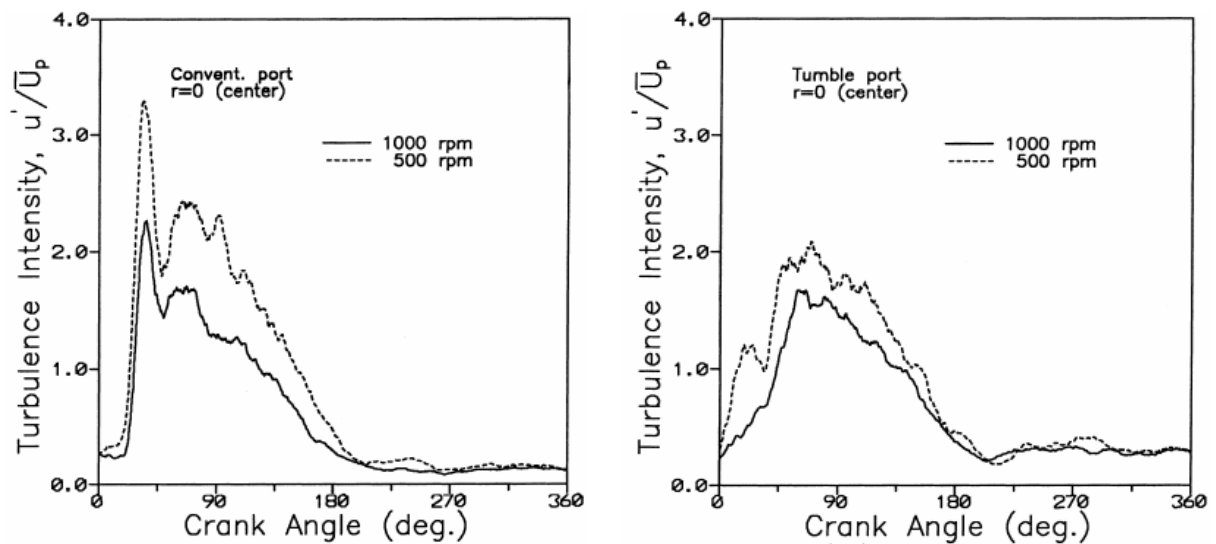 4.0
3.0
2.0
1.0
0.0
Turbulence Intensity, u'/U̅p
Convent. port
r=0 (center)
1000 rpm
500 rpm
0 90 180 270 360
Crank Angle (deg.)
4.0
3.0
2.0
1.0
0.0
Turbulence Intensity, u'/U̅p
Tumble port
r=0 (center)
1000 rpm
500 rpm
0 90 180 270 360
Crank Angle (deg.)